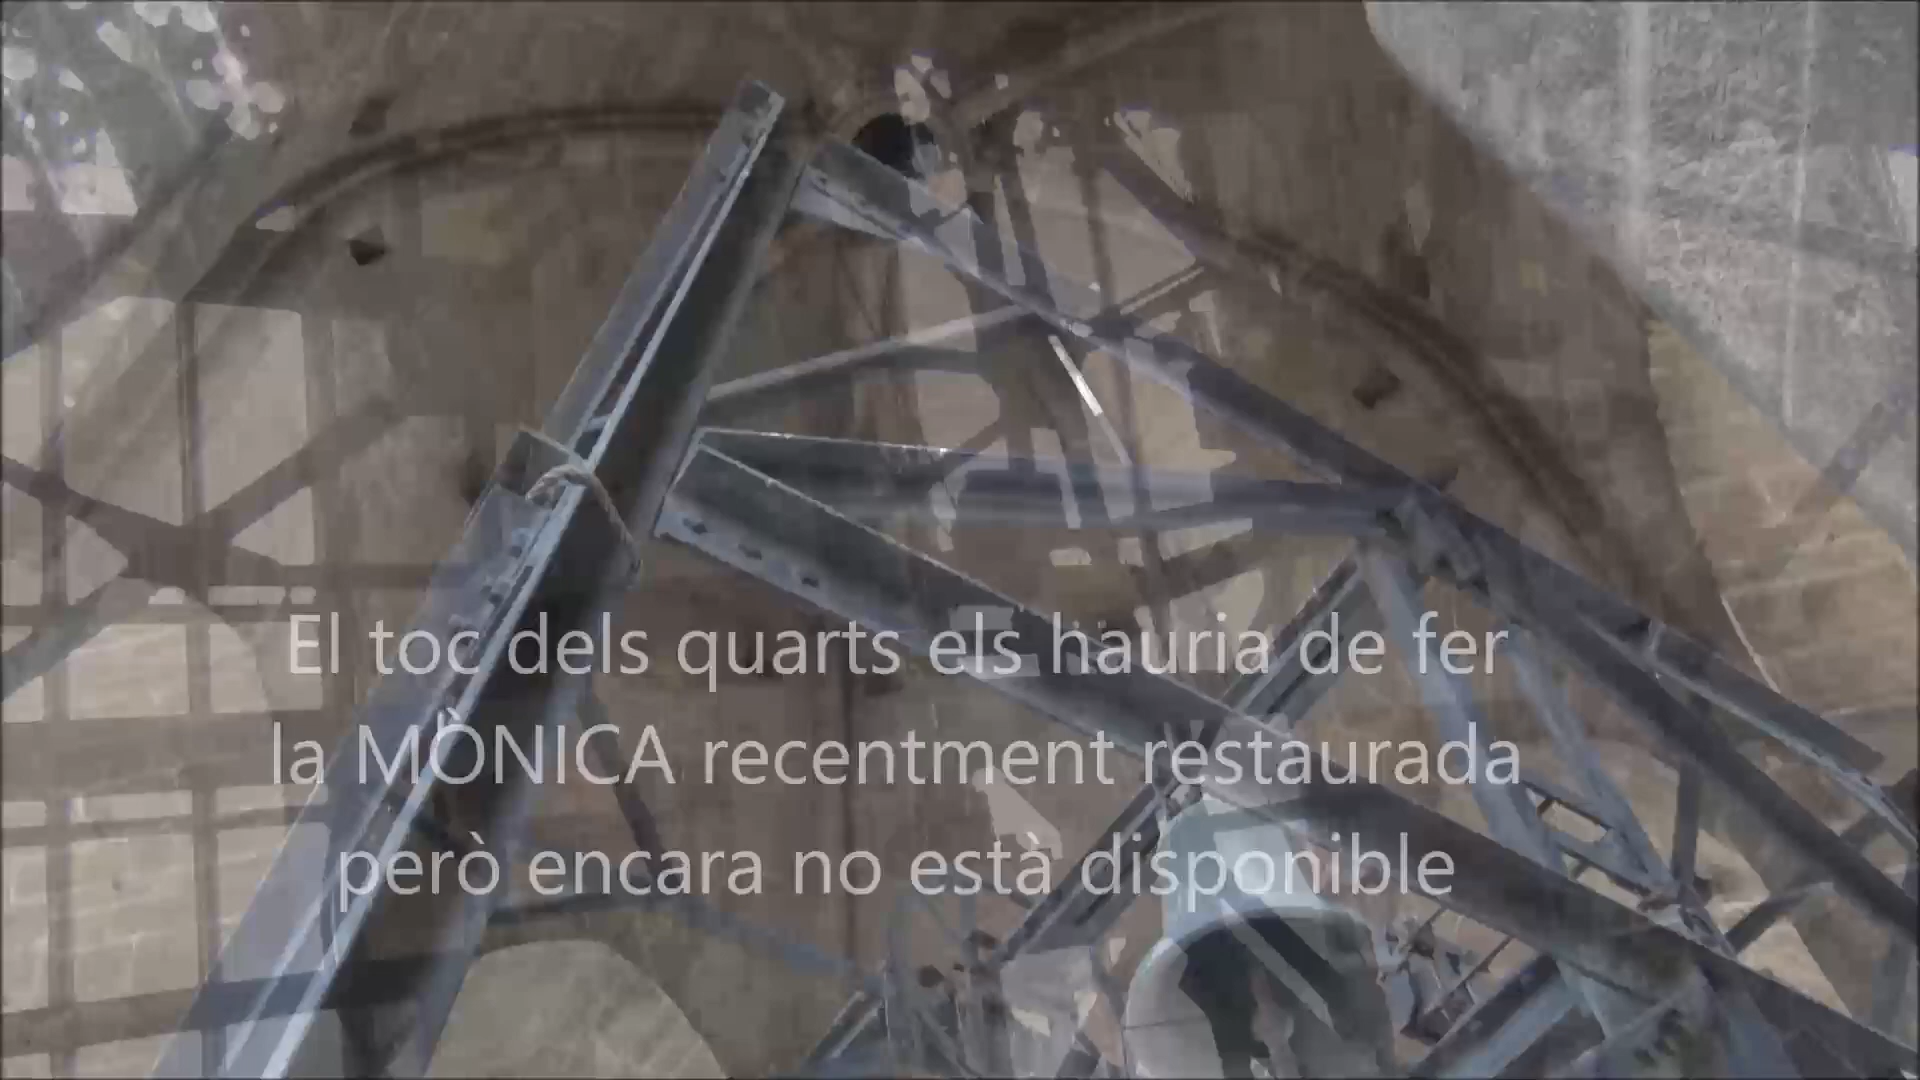 El toc dels quarts els hauria de fer
la MÒNICA recentment restaurada
però encara no està disponible